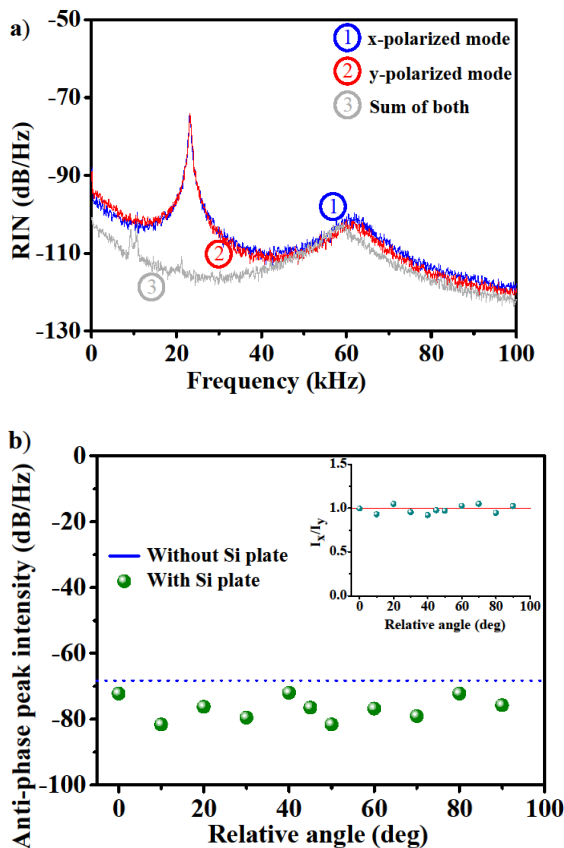 a)
-50
-70
-90
-110
-130
RIN (dB/Hz)
1 x-polarized mode
2 y-polarized mode
3 Sum of both
1
2
3
0 20 40 60 80 100
Frequency (kHz)
b)
0
-20
-40
-60
-80
-100
Anti-phase peak intensity (dB/Hz)
Without Si plate
With Si plate
1.5
1.0
0.5
0.0
Ix/Iy
0 20 40 60 80 100
Relative angle (deg)
0 20 40 60 80 100
Relative angle (deg)